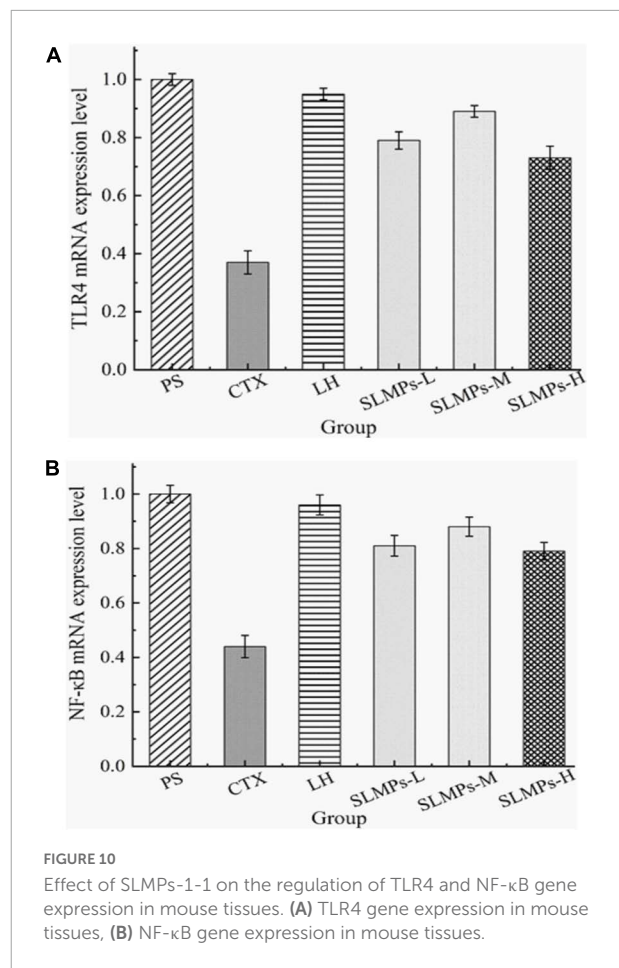 A
TLR4 mRNA expression level
1.0
0.8
0.6
0.4
0.2
0.0
PS
CTX
LH
SLMPs-L
SLMPs-M
SLMPs-H
Group
B
NF-κB mRNA expression level
1.0
0.8
0.6
0.4
0.2
0.0
PS
CTX
LH
SLMPs-L
SLMPs-M
SLMPs-H
Group
FIGURE 10
Effect of SLMPs-1-1 on the regulation of TLR4 and NF-κB gene
expression in mouse tissues. (A) TLR4 gene expression in mouse
tissues, (B) NF-κB gene expression in mouse tissues.